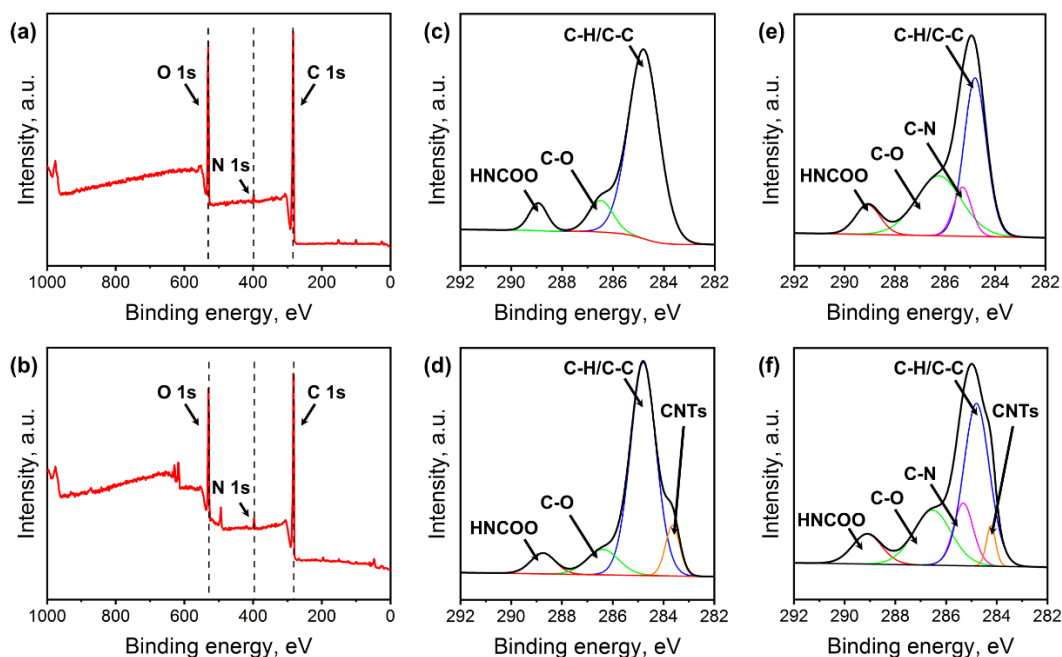 (a)
O 1s
C 1s
N 1s
Intensity, a.u.
1000 800 600 400 200 0
Binding energy, eV
(c)
C-H/C-C
C-O
HNCOO
Intensity, a.u.
292 290 288 286 284 282
Binding energy, eV
(e)
C-H/C-C
C-N
C-O
HNCOO
Intensity, a.u.
292 290 288 286 284 282
Binding energy, eV
(b)
O 1s
C 1s
N 1s
Intensity, a.u.
1000 800 600 400 200 0
Binding energy, eV
(d)
C-H/C-C
CNTs
C-O
HNCOO
Intensity, a.u.
292 290 288 286 284 282
Binding energy, eV
(f)
C-H/C-C
CNTs
C-N
C-O
HNCOO
Intensity, a.u.
292 290 288 286 284 282
Binding energy, eV